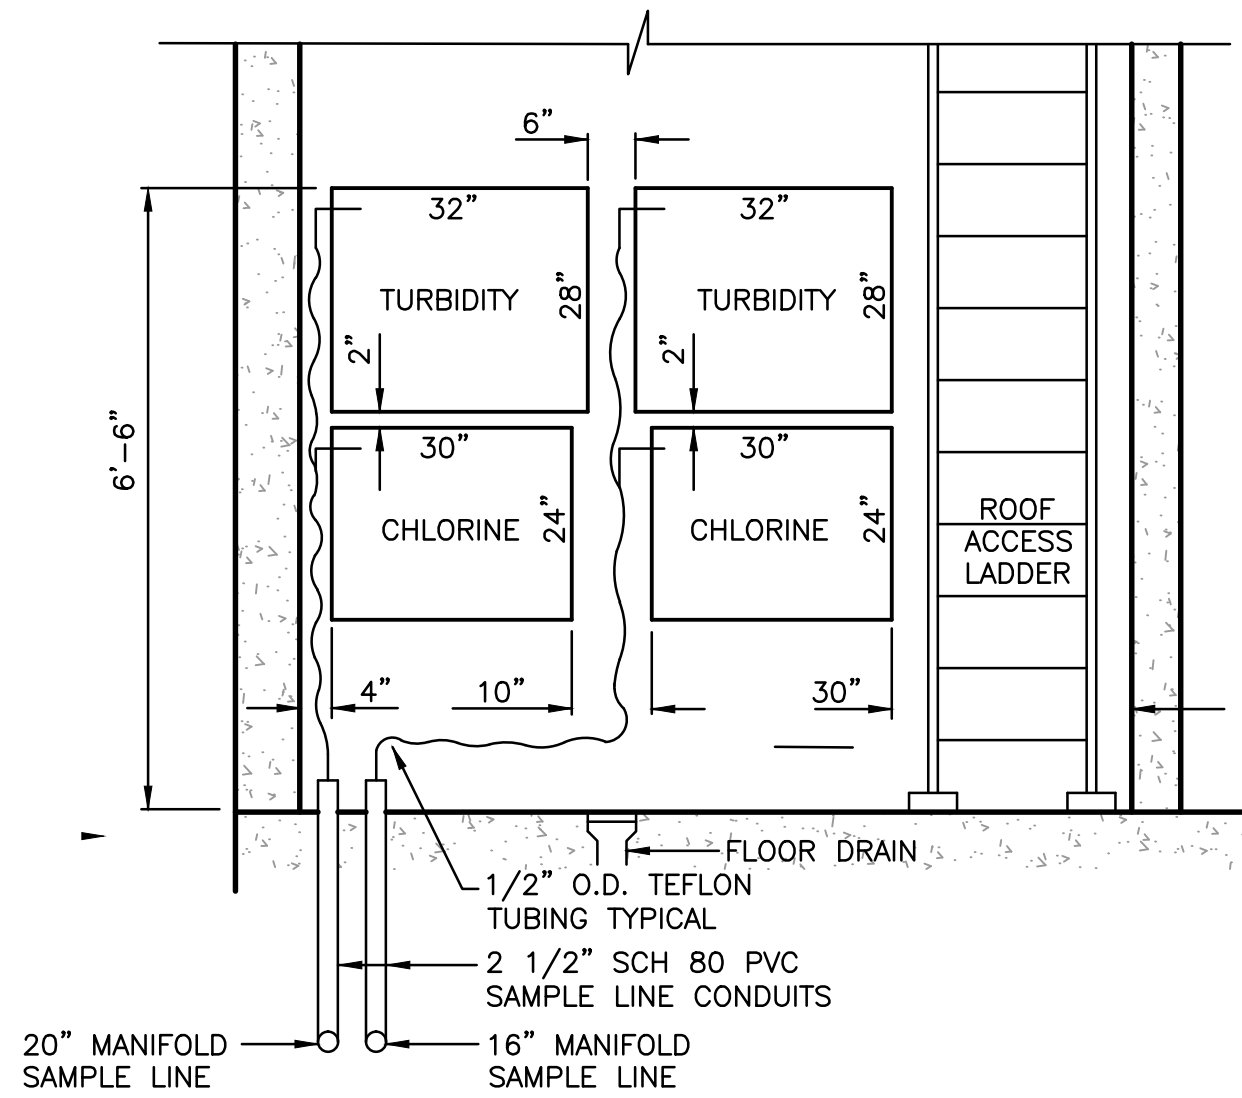 6”
32”
32”
TURBIDITY
28”
TURBIDITY
28”
2”
2”
6’-6”
30”
30”
CHLORINE
24”
CHLORINE
24”
ROOF
ACCESS
LADDER
4”
10”
30”
FLOOR DRAIN
1/2” O.D. TEFLON
TUBING TYPICAL
2 1/2” SCH 80 PVC
SAMPLE LINE CONDUITS
20” MANIFOLD
SAMPLE LINE
16” MANIFOLD
SAMPLE LINE